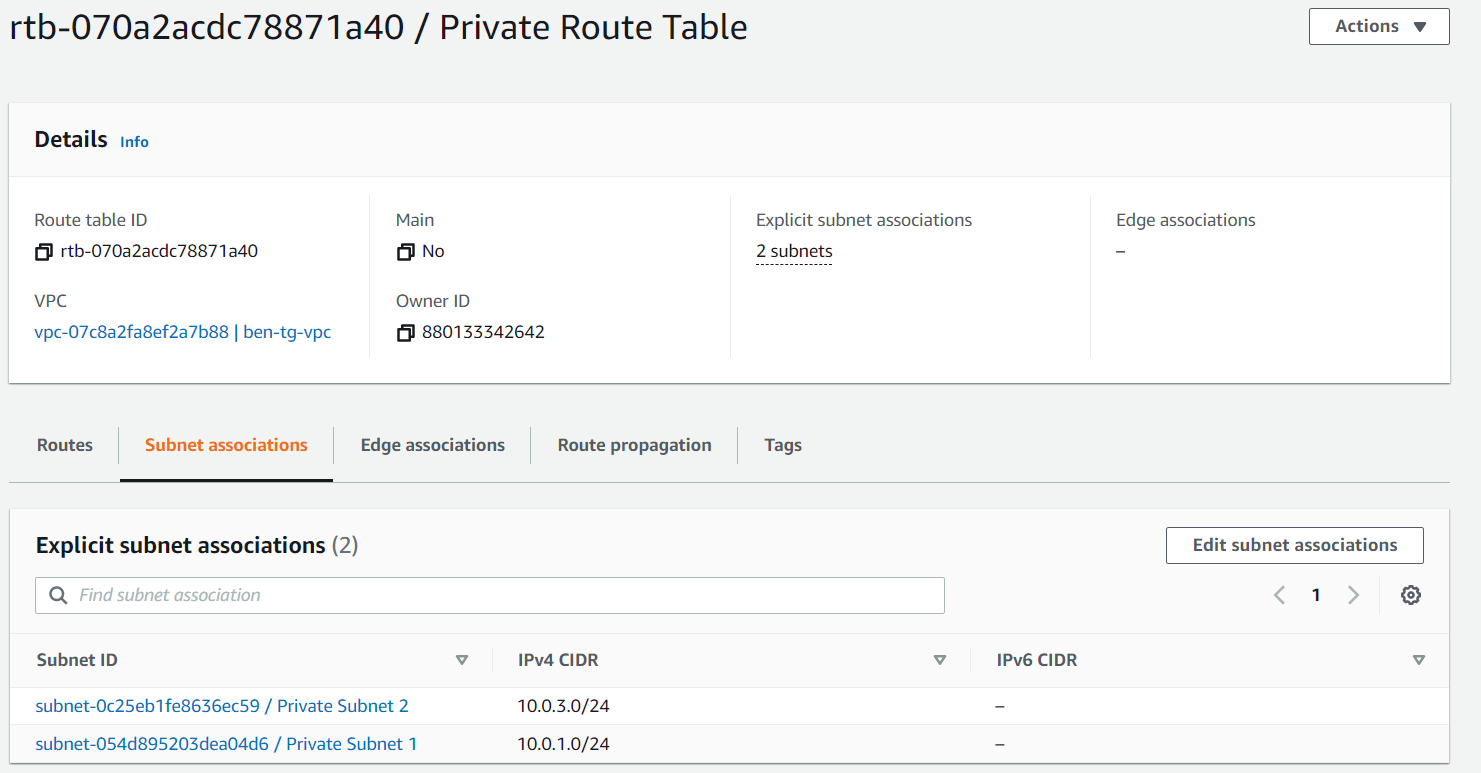 rtb-070a2acdc78871a40 / Private Route Table
Actions
Details Info
Route table ID
rtb-070a2acdc78871a40
Main
No
Explicit subnet associations
2 subnets
Edge associations
–
VPC
vpc-07c8a2fa8ef2a7b88 | ben-tg-vpc
Owner ID
880133342642
Routes
Subnet associations
Edge associations
Route propagation
Tags
Explicit subnet associations (2)
Edit subnet associations
Find subnet association
1
Subnet ID
IPv4 CIDR
IPv6 CIDR
subnet-0c25eb1fe8636ec59 / Private Subnet 2
10.0.3.0/24
–
subnet-054d895203dea04d6 / Private Subnet 1
10.0.1.0/24
–